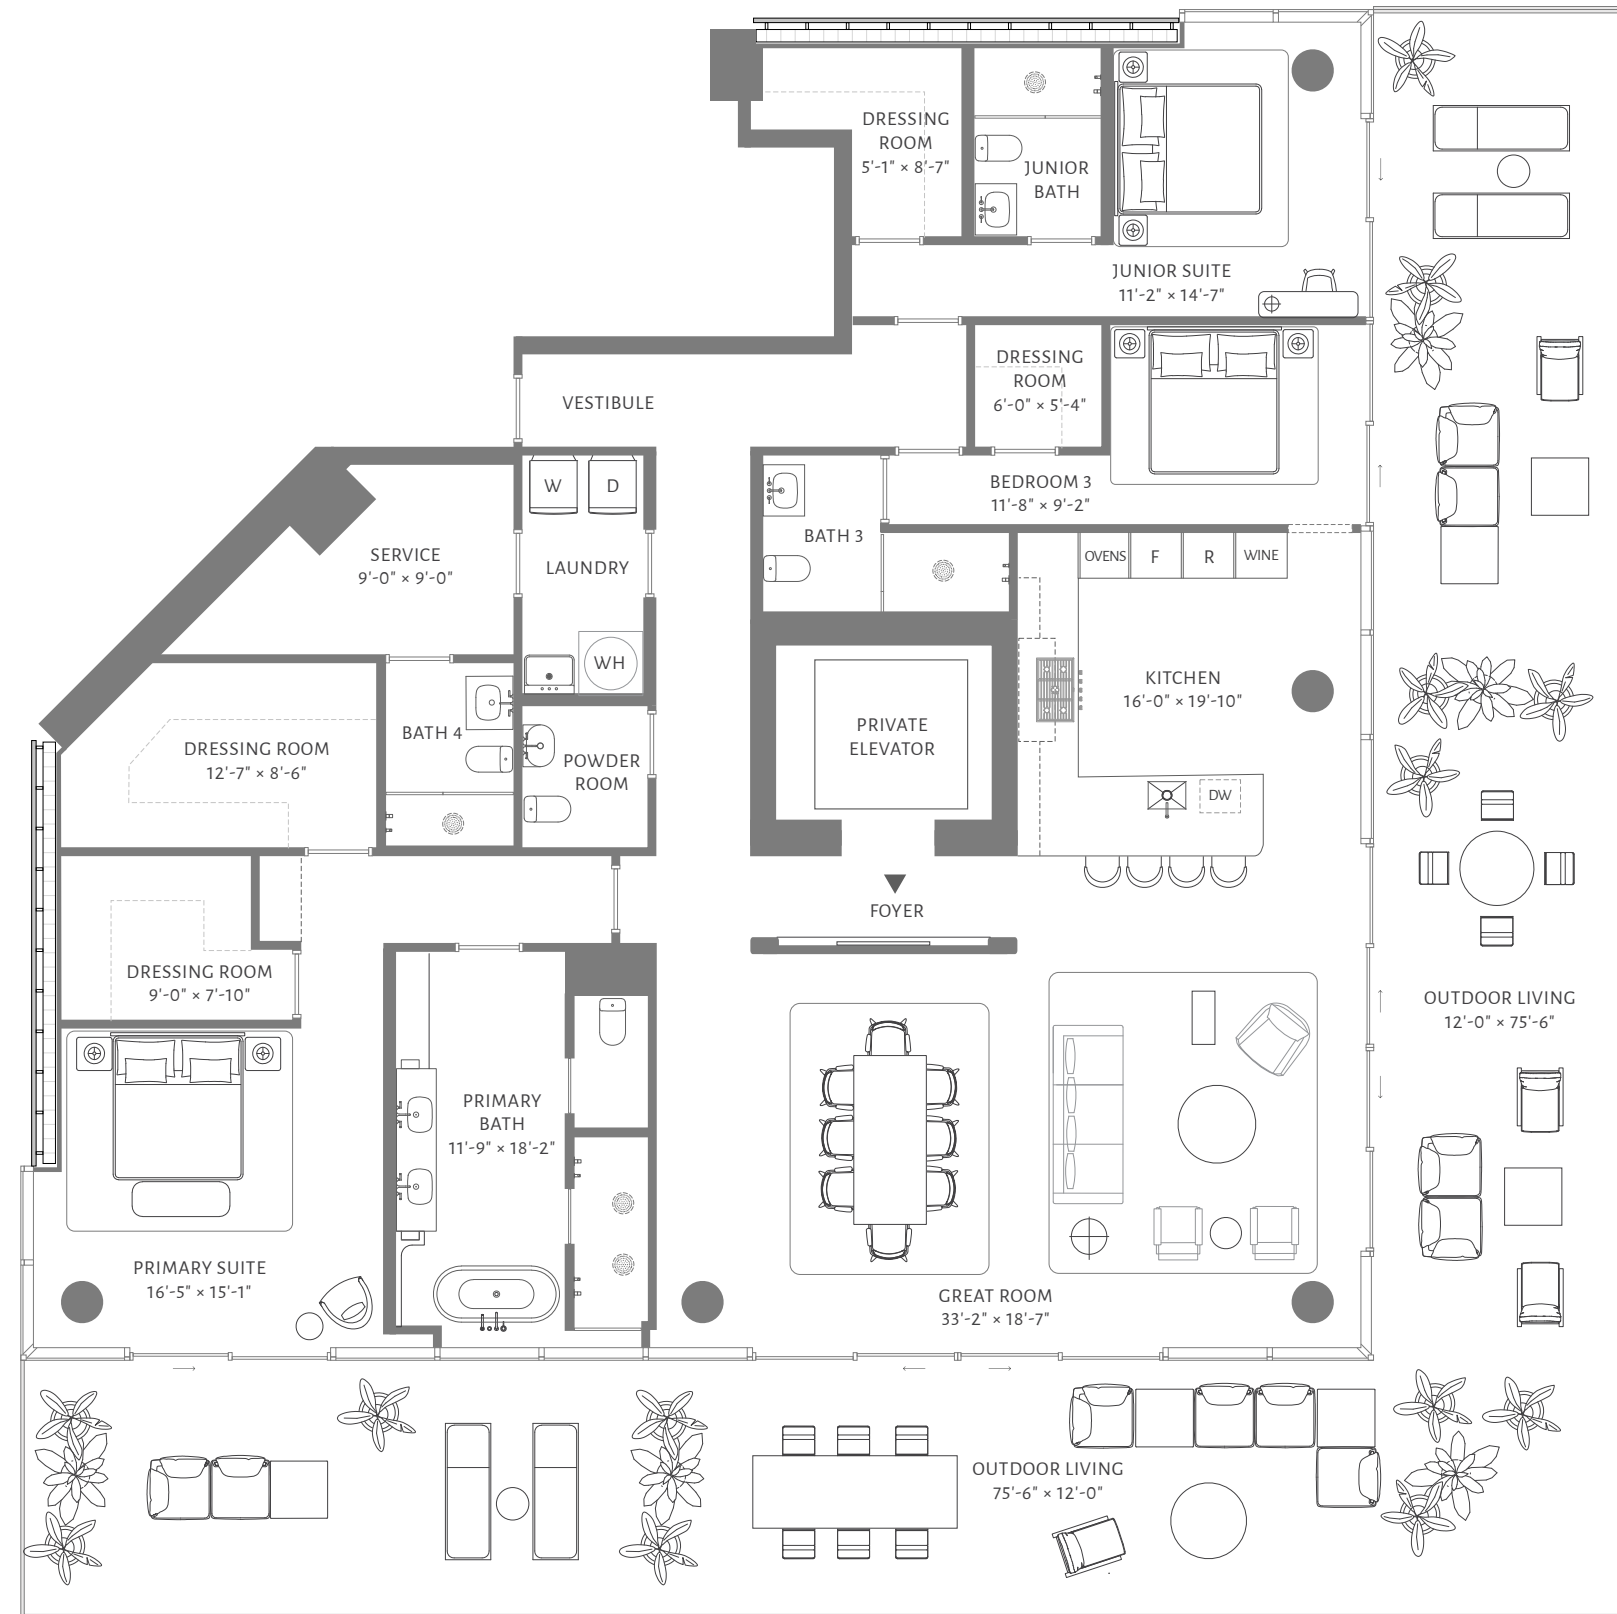 DRESSING
ROOM
5'-1" × 8'-7"
JUNIOR
BATH
JUNIOR SUITE
11'-2" × 14'-7"
DRESSING
ROOM
6'-0" × 5'-4"
VESTIBULE
BEDROOM 3
11'-8" × 9'-2"
W
D
BATH 3
SERVICE
9'-0" × 9'-0"
LAUNDRY
OVENS
F
R
WINE
WH
KITCHEN
16'-0" × 19'-10"
PRIVATE
ELEVATOR
BATH 4
DRESSING ROOM
12'-7" × 8'-6"
POWDER
ROOM
DW
FOYER
DRESSING ROOM
9'-0" × 7'-10"
OUTDOOR LIVING
12'-0" × 75'-6"
PRIMARY
BATH
11'-9" × 18'-2"
PRIMARY SUITE
16'-5" × 15'-1"
GREAT ROOM
33'-2" × 18'-7"
OUTDOOR LIVING
75'-6" × 12'-0"